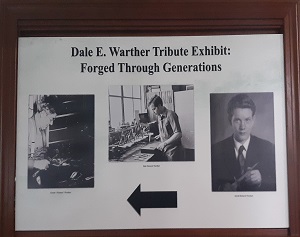 Dale E. Warther Tribute Exhibit:
Forged Through Generations